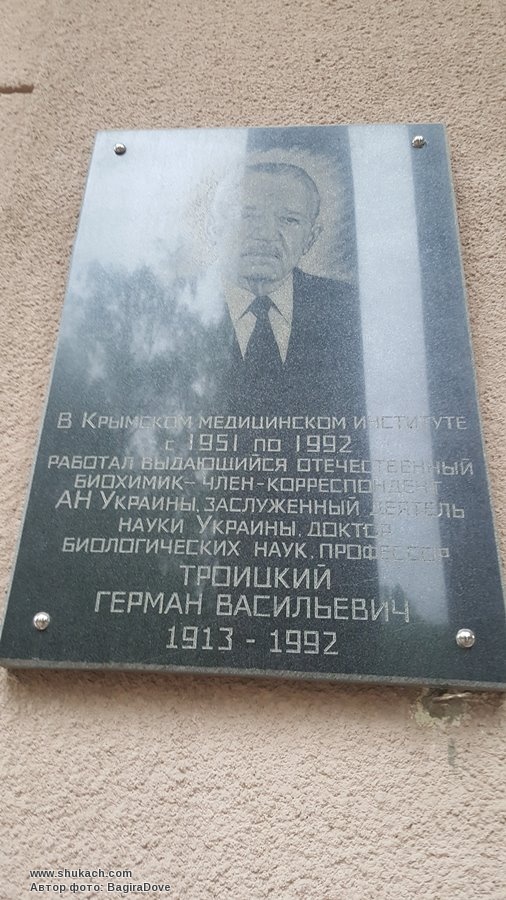 В Крымском медицинском институте
с 1951 по 1992
работал выдающийся отечественный
биохимик – член-корреспондент
АН Украины, заслуженный деятель
науки Украины, доктор
биологических наук, профессор
ТРОИЦКИЙ
ГЕРМАН ВАСИЛЬЕВИЧ
1913 - 1992
www.shukach.com
Автор фото: BagiraDove